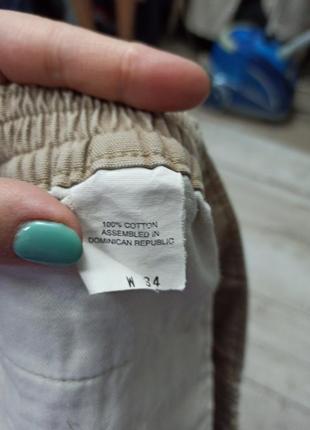 100% COTTON
ASSEMBLED IN
DOMINICAN REPUBLIC
W 34